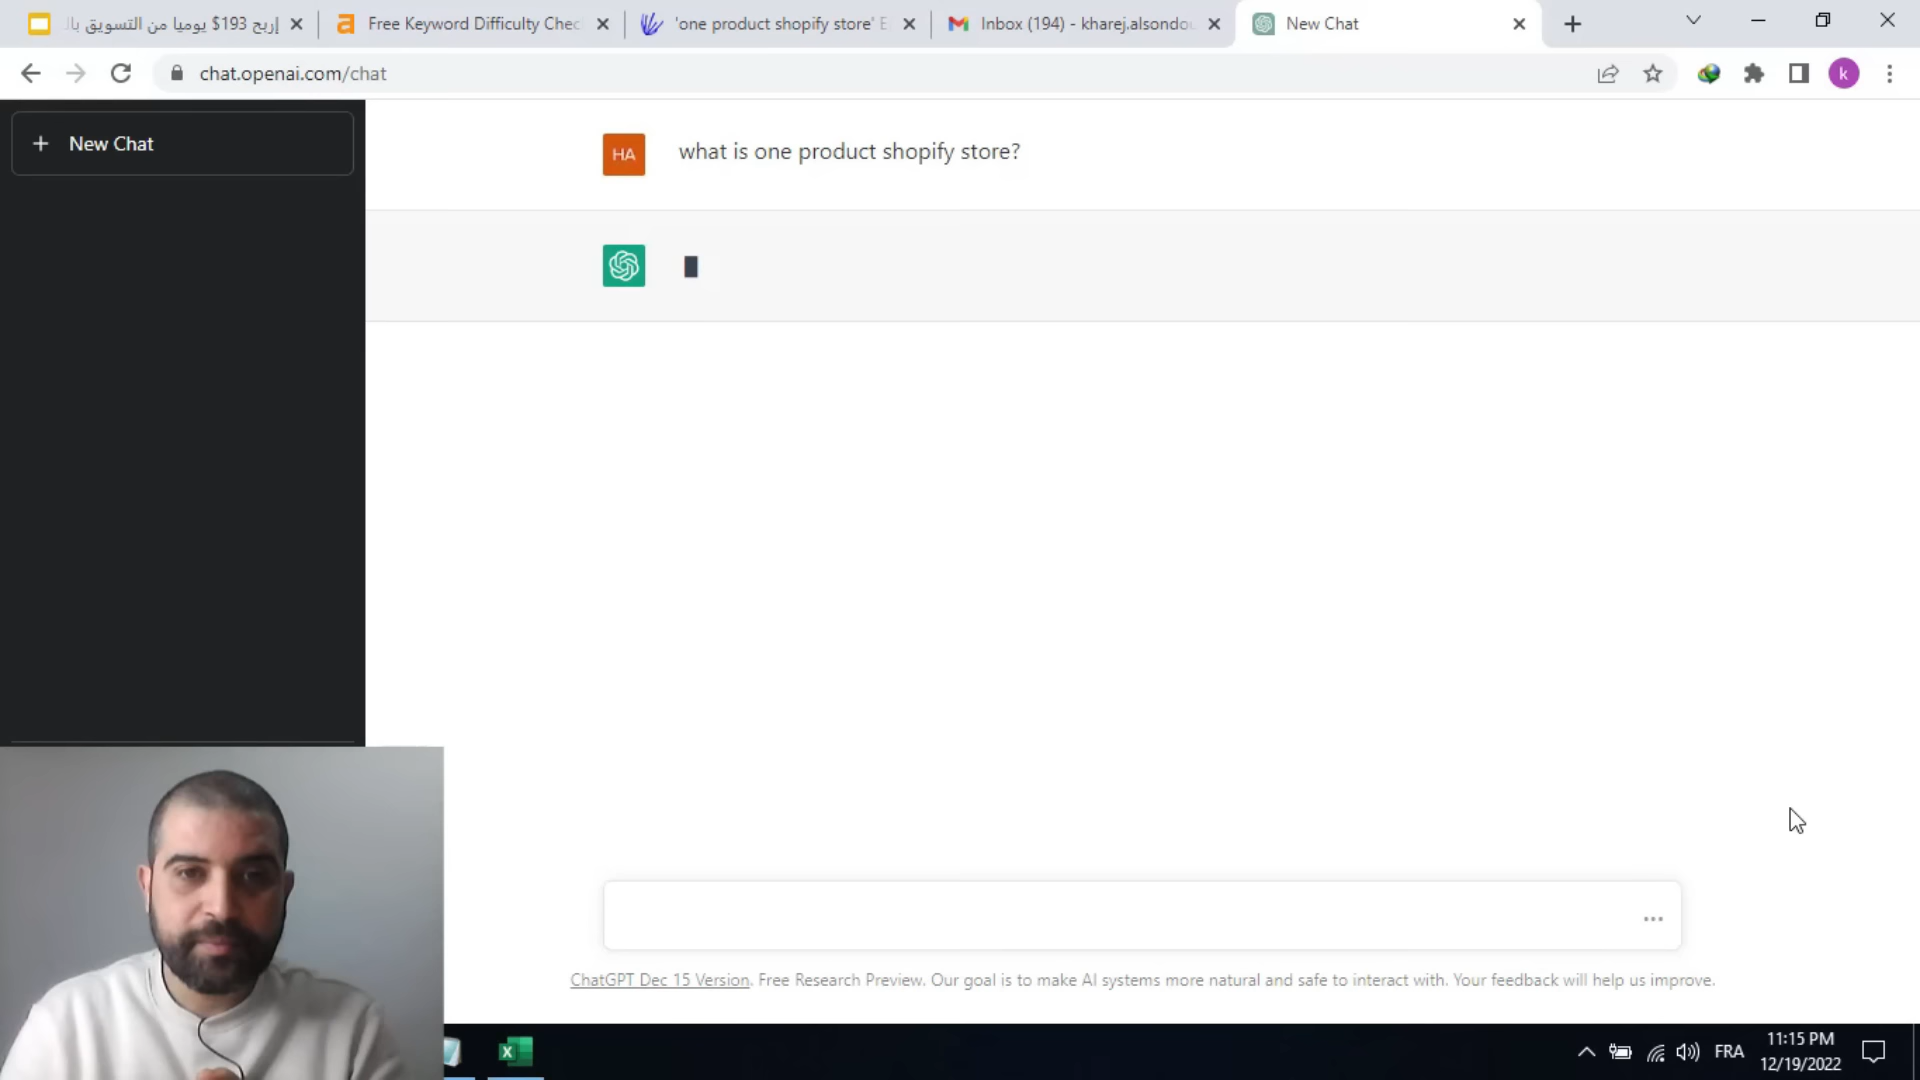 إربح 193$ يوميا من التسويق بال
Free Keyword Difficulty Chec
'one product shopify store' E
Inbox (194) - kharej.alsondou
New Chat
chat.openai.com/chat
k
+ New Chat
HA
what is one product shopify store?
ChatGPT Dec 15 Version. Free Research Preview. Our goal is to make AI systems more natural and safe to interact with. Your feedback will help us improve.
FRA
11:15 PM
12/19/2022